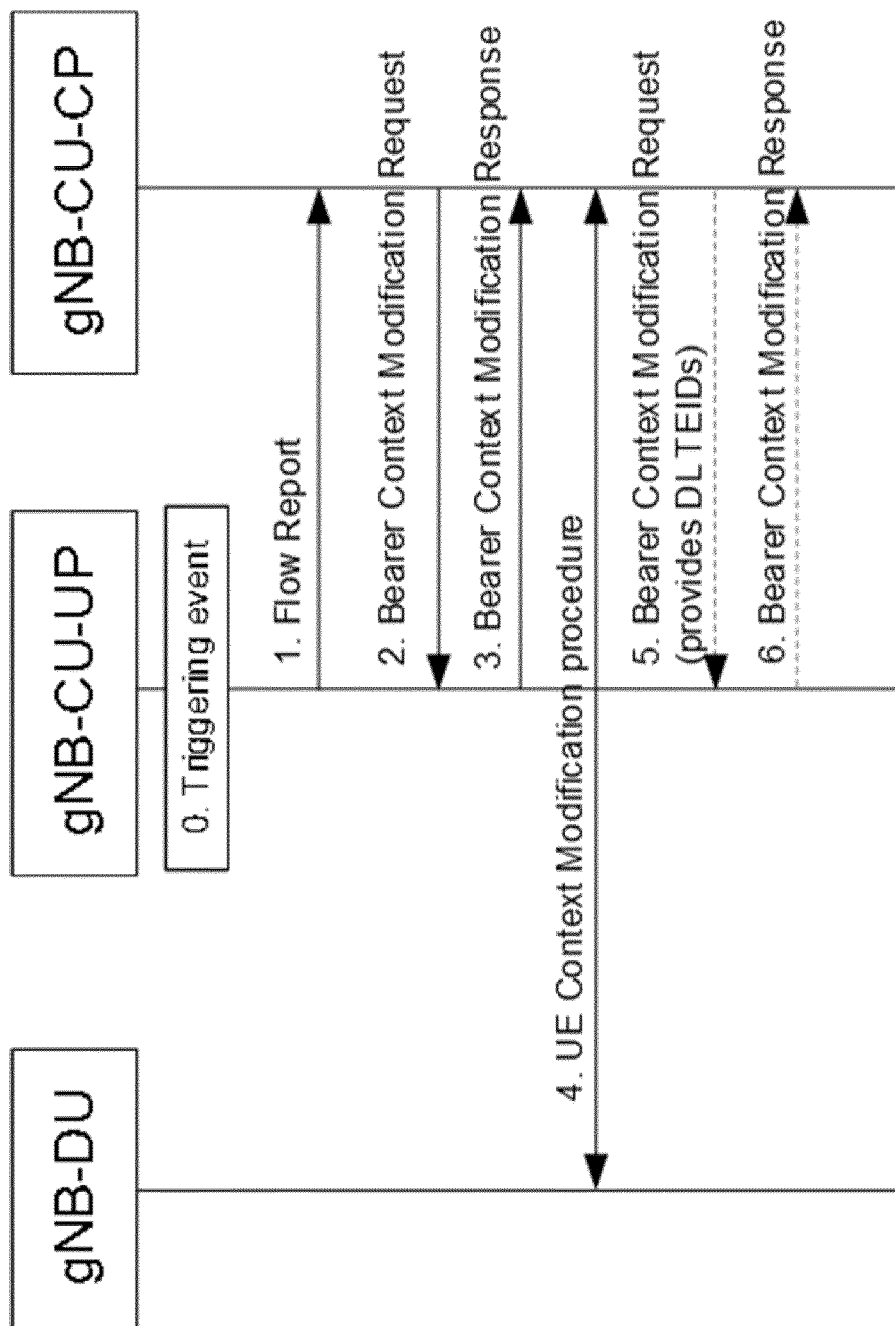 gNB-DU
gNB-CU-UP
gNB-CU-CP
0. Triggering event
1. Flow Report
2. Bearer Context Modification Request
3. Bearer Context Modification Response
4. UE Context Modification procedure
5. Bearer Context Modification Request
(provides DL TEIDs)
6. Bearer Context Modification Response